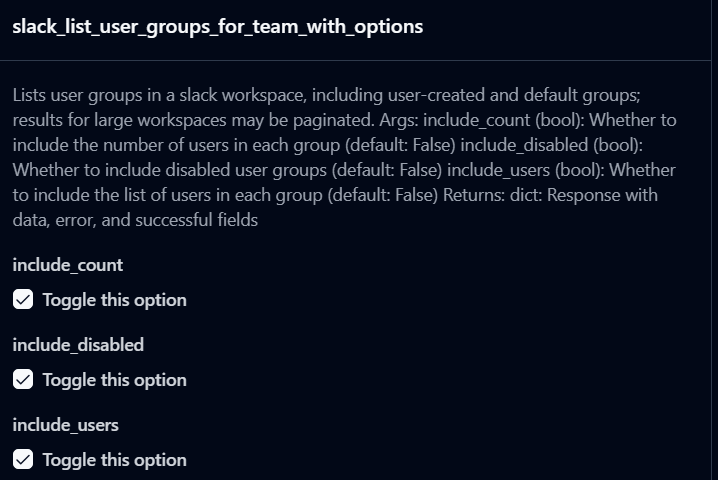 slack_list_user_groups_for_team_with_options
Lists user groups in a slack workspace, including user-created and default groups;
results for large workspaces may be paginated. Args: include_count (bool): Whether to
include the number of users in each group (default: False) include_disabled (bool):
Whether to include disabled user groups (default: False) include_users (bool): Whether
to include the list of users in each group (default: False) Returns: dict: Response with
data, error, and successful fields
include_count
Toggle this option
include_disabled
Toggle this option
include_users
Toggle this option